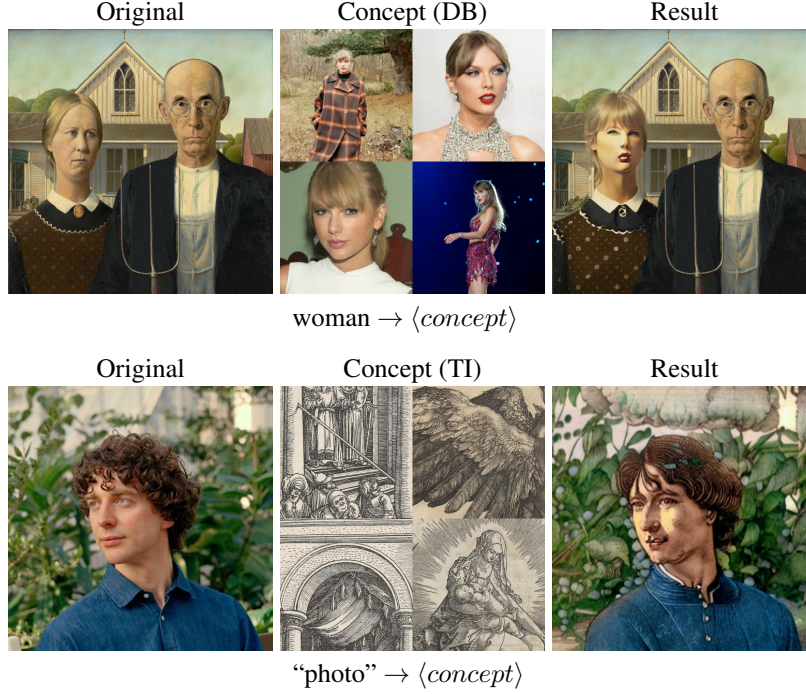 Original Concept (DB) Result
woman → ⟨concept⟩
Original Concept (TI) Result
“photo” → ⟨concept⟩